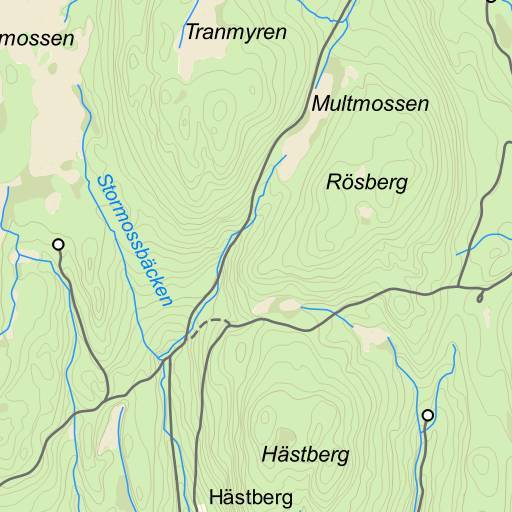 Tranmyren
mossen
Multmossen
Rösberg
Stormossbäcken
Hästberg
Hästberg